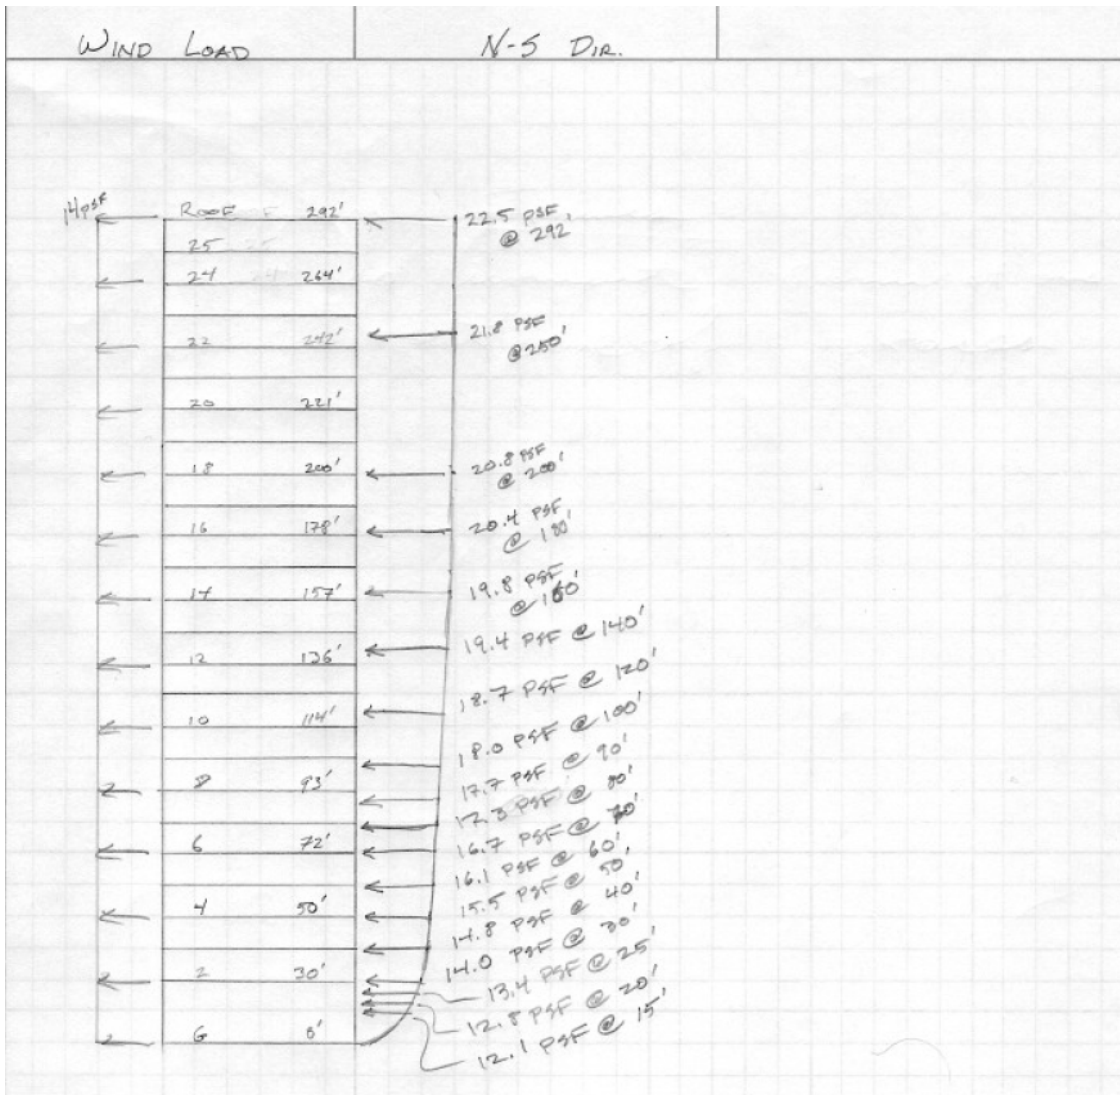 WIND LOAD
N-S DIR.
14 PSF
ROOF 292'
25
24 264'
22 242'
20 221'
18 200'
16 178'
14 157'
12 136'
10 114'
8 93'
6 72'
4 50'
2 30'
G 0'
22.5 PSF
@ 292'
21.8 PSF
@ 250'
20.8 PSF
@ 200'
20.4 PSF
@ 180'
19.8 PSF
@ 160'
19.4 PSF @ 140'
18.7 PSF @ 120'
18.0 PSF @ 100'
17.7 PSF @ 90'
17.3 PSF @ 80'
16.7 PSF @ 70'
16.1 PSF @ 60'
15.5 PSF @ 50'
14.8 PSF @ 40'
14.0 PSF @ 30'
13.4 PSF @ 25'
12.8 PSF @ 20'
12.1 PSF @ 15'